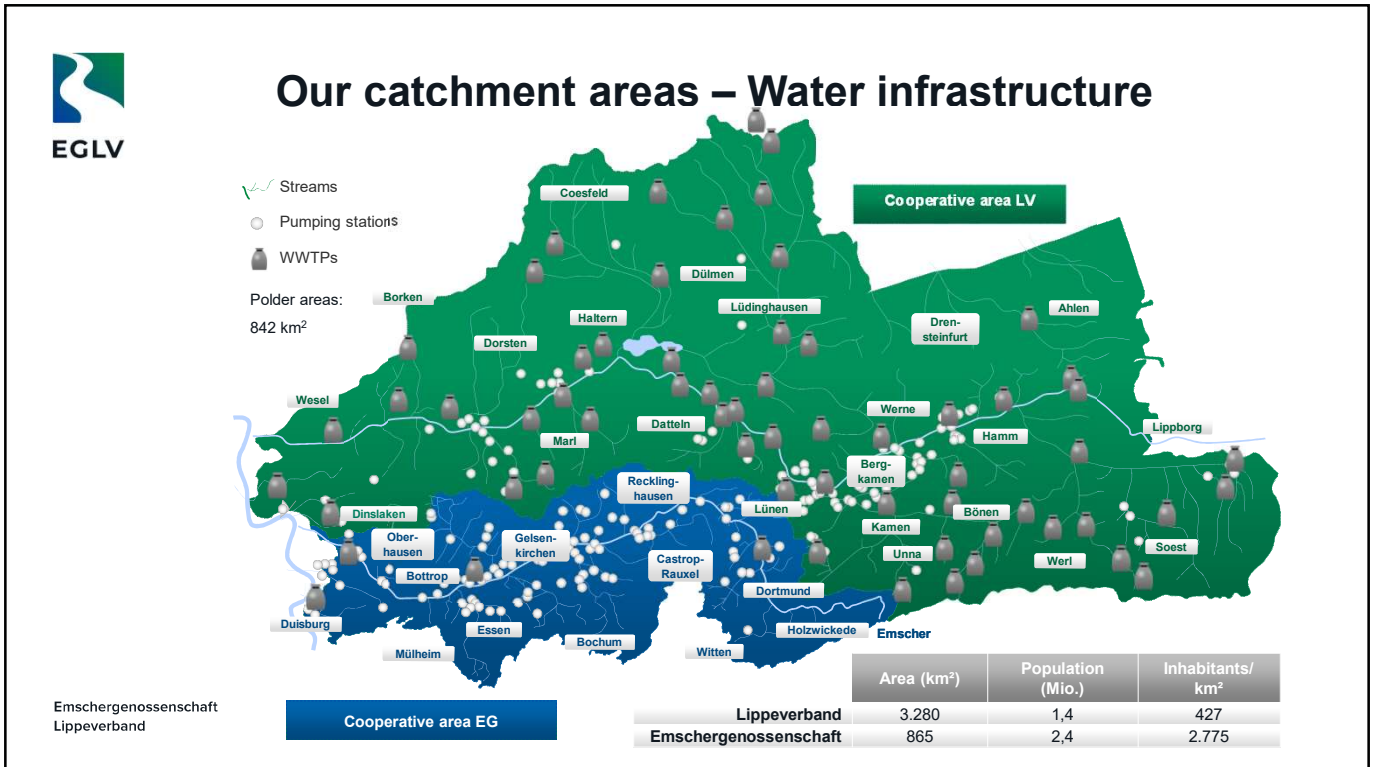 Our catchment areas – Water infrastructure
EGLV
Streams
Pumping stations
WWTPs
Polder areas:
842 km²
Cooperative area LV
Coesfeld
Dülmen
Borken
Lüdinghausen
Ahlen
Haltern
Dren-
steinfurt
Dorsten
Wesel
Werne
Datteln
Lippborg
Marl
Hamm
Berg-
kamen
Reckling-
hausen
Lünen
Dinslaken
Bönen
Kamen
Ober-
hausen
Gelsen-
kirchen
Soest
Unna
Werl
Castrop-
Rauxel
Bottrop
Dortmund
Duisburg
Essen
Holzwickede
Emscher
Bochum
Mülheim
Witten
Emschergenossenschaft
Lippeverband
Cooperative area EG
Area (km²) Population (Mio.) Inhabitants/ km²
Lippeverband 3.280 1,4 427
Emschergenossenschaft 865 2,4 2.775